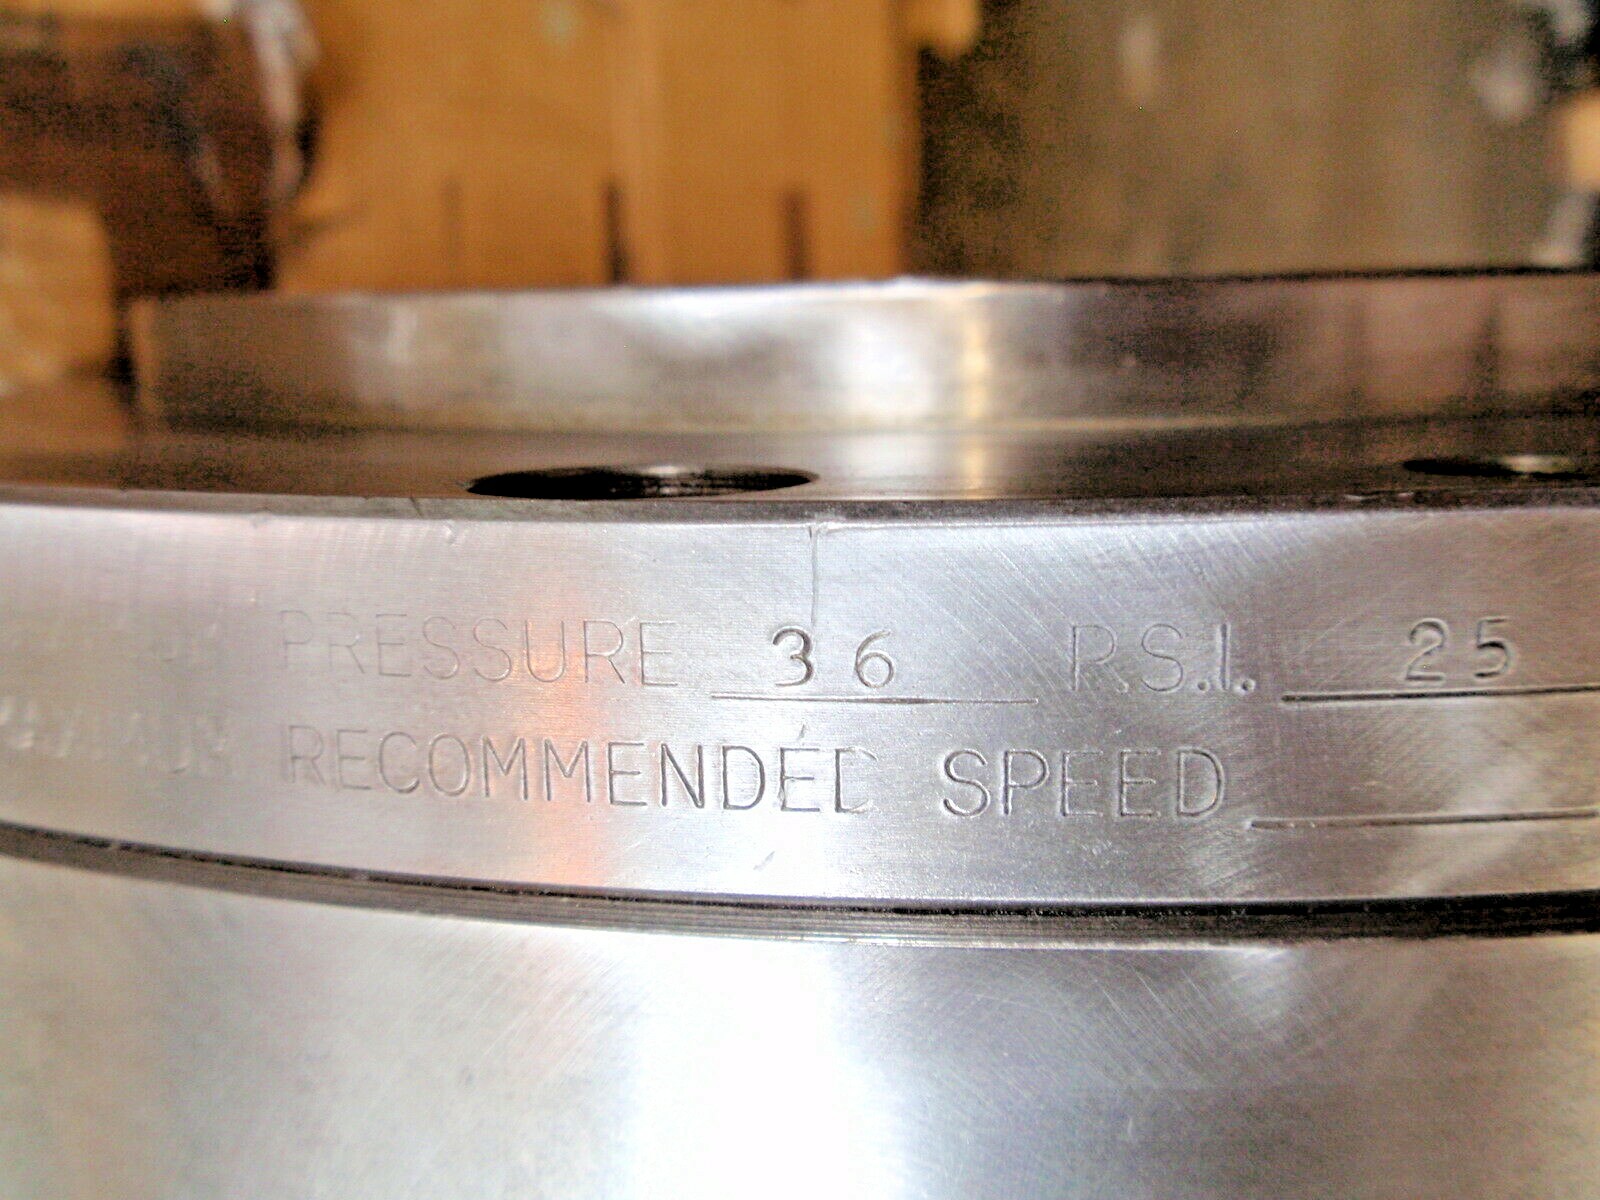 PRESSURE 36 P.S.I. 25
RECOMMENDED SPEED